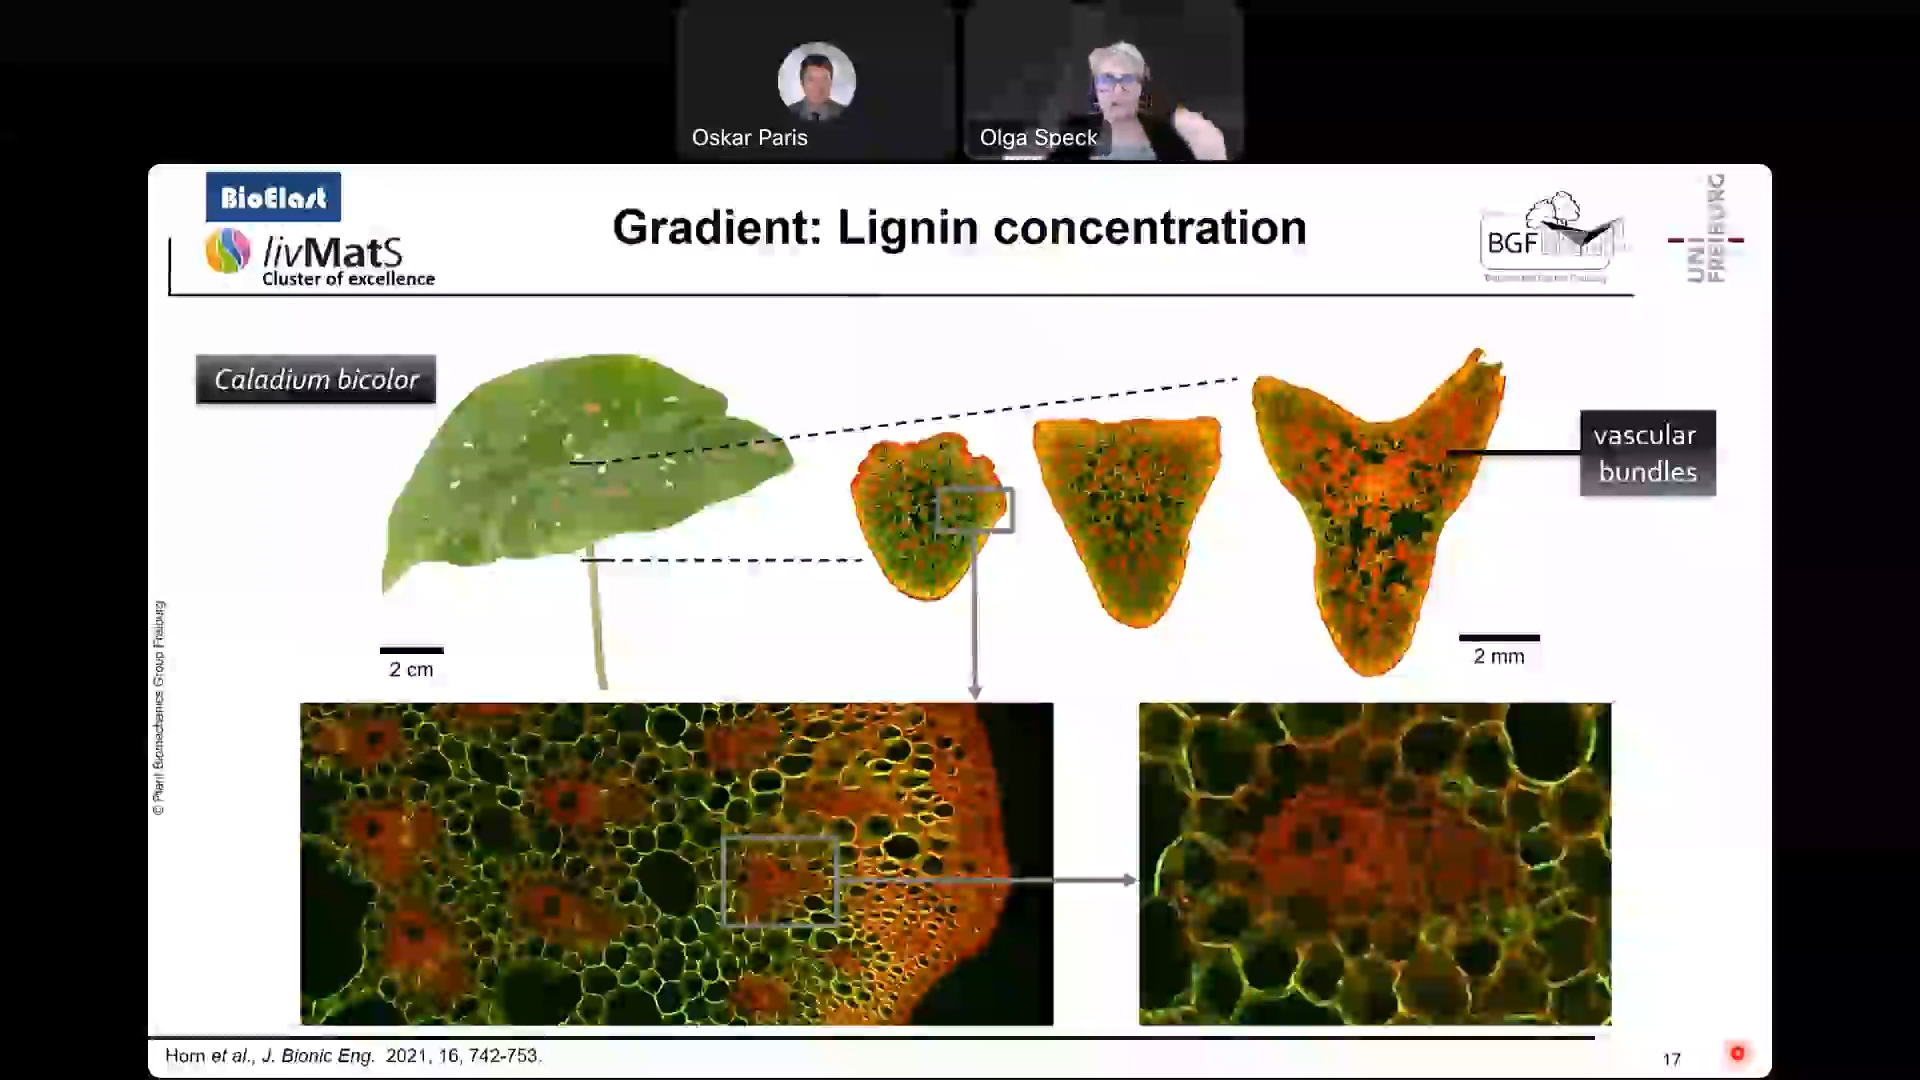 Oskar Paris
Olga Speck
BioElast
livMatS
Cluster of excellence
Gradient: Lignin concentration
BGF
UNI
FREIBURG
Caladium bicolor
vascular
bundles
2 cm
2 mm
© Plant Biomechanics Group Freiburg
Horn et al., J. Bionic Eng. 2021, 16, 742-753.
17